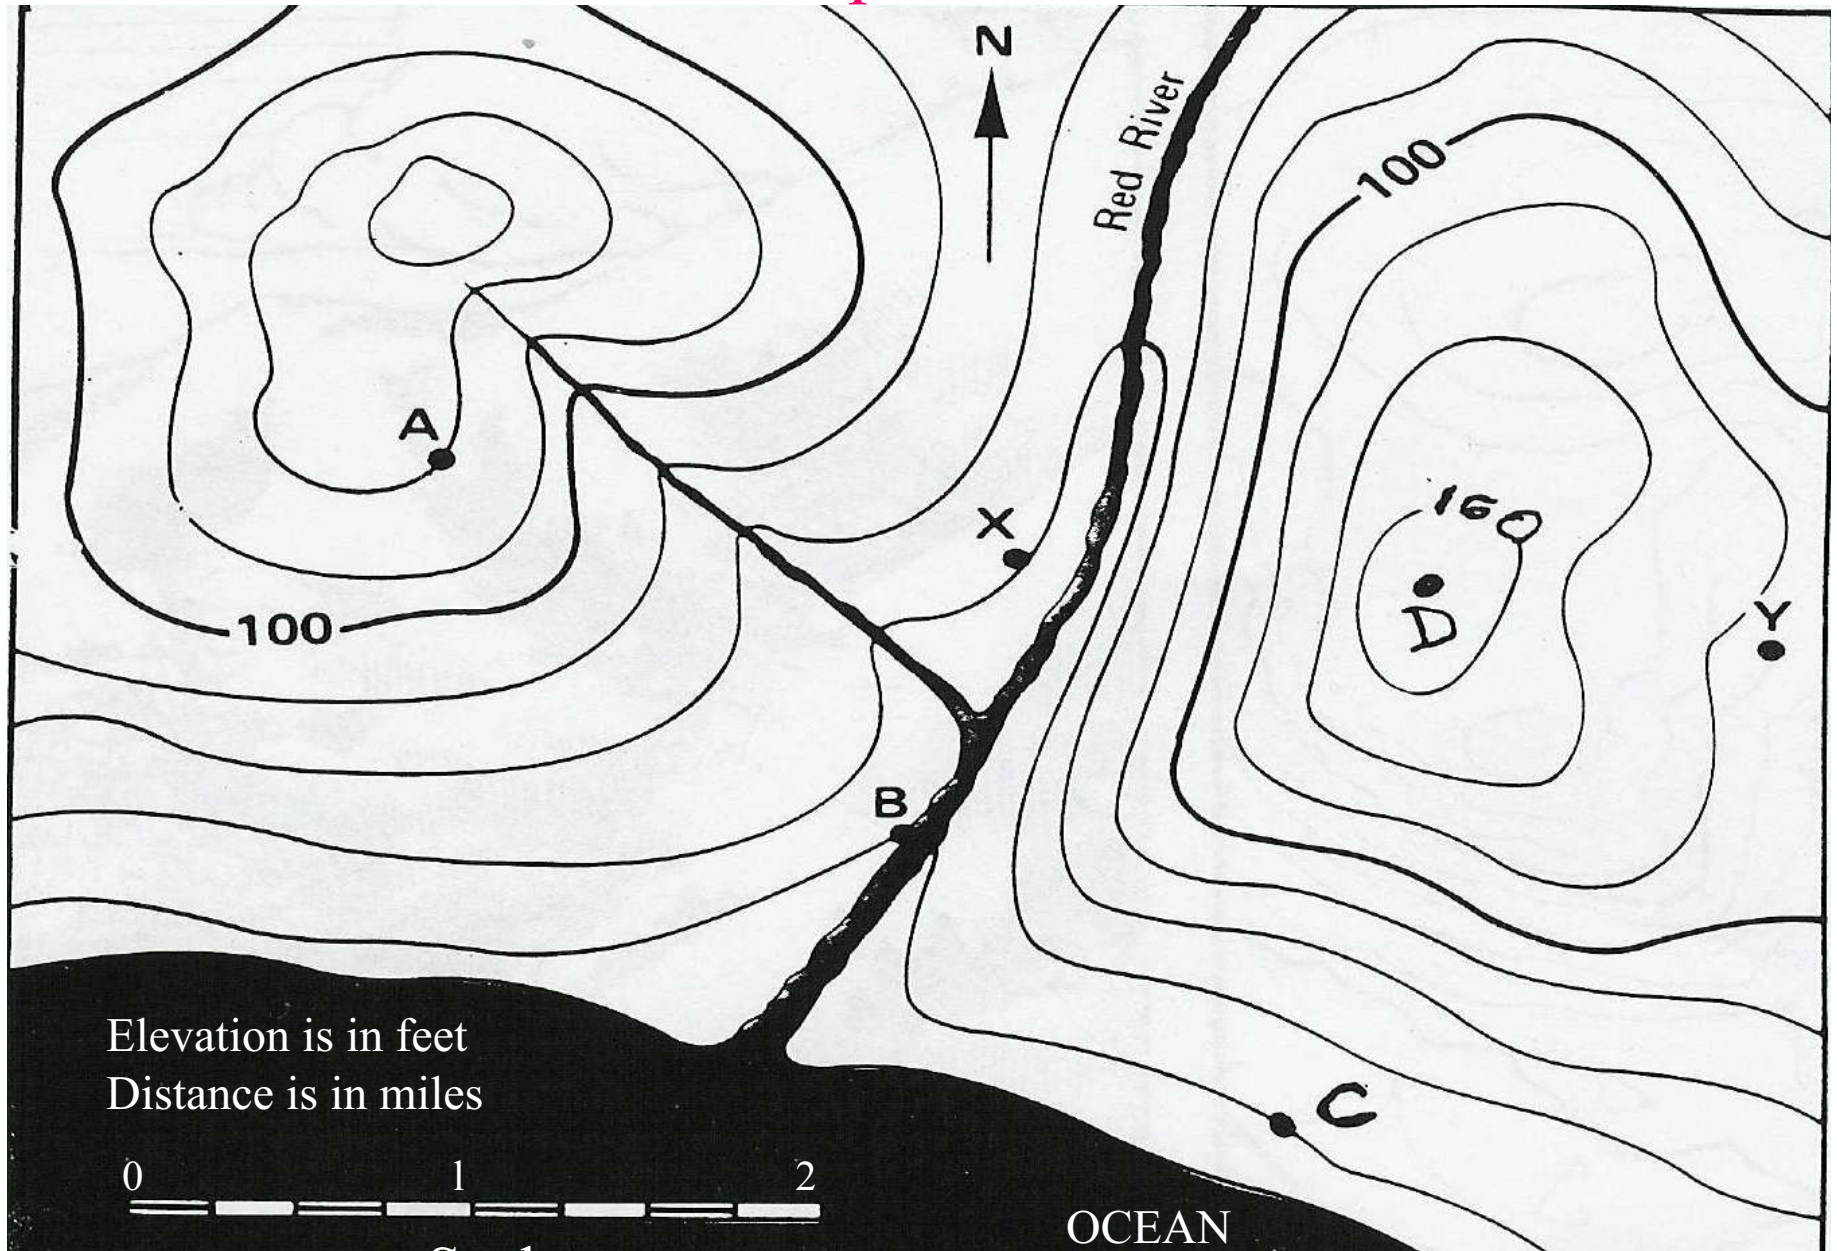 N
Red River
100
A
X
160
D
Y
100
B
Elevation is in feet
Distance is in miles
C
0 1 2
OCEAN